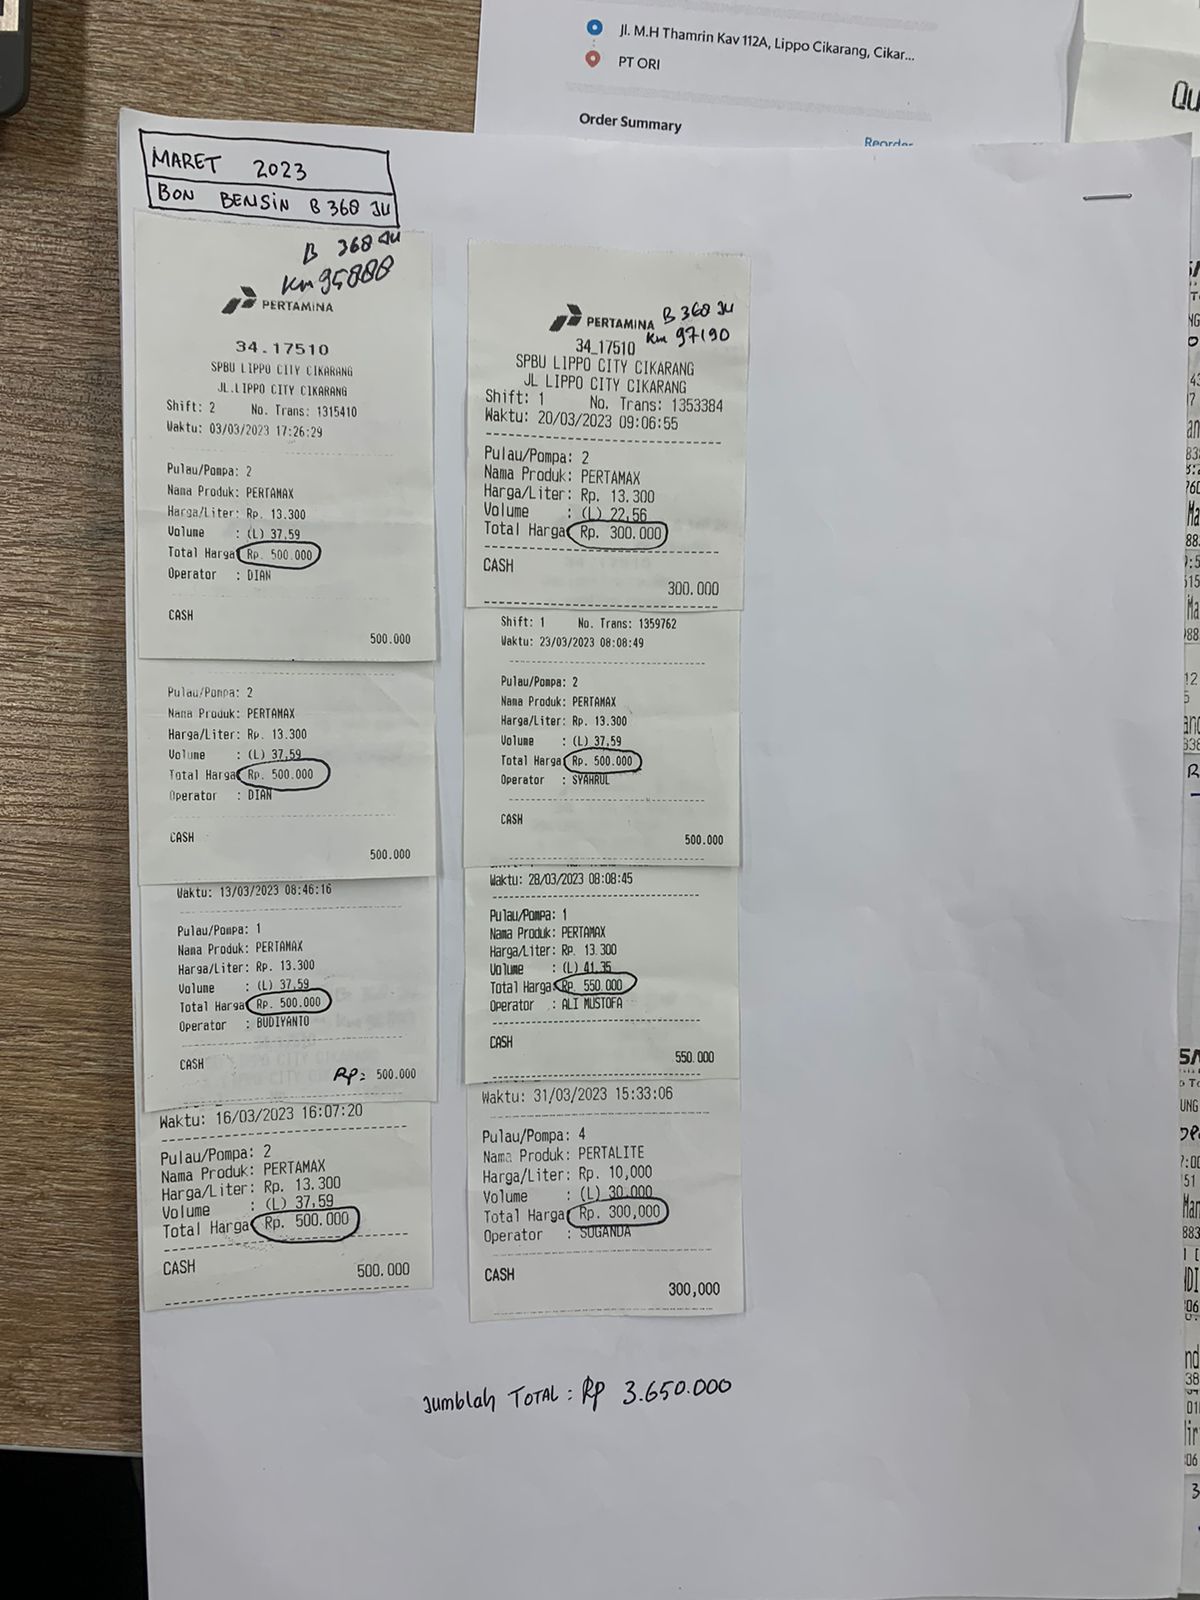 Jl. M.H Thamrin Kav 112A, Lippo Cikarang, Cikar...
PT ORI
Order Summary
Reorder
Qu
MARET 2023
BON BENSIN B 368 JU
B 368 JU
Km 95888
PERTAMINA
34.17510
SPBU LIPPO CITY CIKARANG
JL.LIPPO CITY CIKARANG
Shift: 2 No. Trans: 1315410
Waktu: 03/03/2023 17:26:29
Pulau/Pompa: 2
Nama Produk: PERTAMAX
Harga/Liter: Rp. 13.300
Volume : (L) 37,59
Total Harga Rp. 500.000
Operator : DIAN
CASH
500.000
Pulau/Pompa: 2
Nama Produk: PERTAMAX
Harga/Liter: Rp. 13.300
Volume : (L) 37,59
Total Harga Rp. 500.000
Operator : DIAN
CASH
500.000
Waktu: 13/03/2023 08:46:16
Pulau/Pompa: 1
Nama Produk: PERTAMAX
Harga/Liter: Rp. 13.300
Volume : (L) 37,59
Total Harga Rp. 500.000
Operator : BUDIYANTO
CASH
Rp: 500.000
Waktu: 16/03/2023 16:07:20
Pulau/Pompa: 2
Nama Produk: PERTAMAX
Harga/Liter: Rp. 13.300
Volume : (L) 37,59
Total Harga Rp. 500.000
CASH
500.000
B 368 JU
PERTAMINA Km 97190
34_17510
SPBU LIPPO CITY CIKARANG
JL LIPPO CITY CIKARANG
Shift: 1 No. Trans: 1353384
Waktu: 20/03/2023 09:06:55
Pulau/Pompa: 2
Nama Produk: PERTAMAX
Harga/Liter: Rp. 13.300
Volume : (L) 22,56
Total Harga Rp. 300.000
CASH
300.000
Shift: 1 No. Trans: 1359762
Waktu: 23/03/2023 08:08:49
Pulau/Pompa: 2
Nama Produk: PERTAMAX
Harga/Liter: Rp. 13.300
Volume : (L) 37,59
Total Harga Rp. 500.000
Operator : SYAHRUL
CASH
500.000
Waktu: 28/03/2023 08:08:45
Pulau/Pompa: 1
Nama Produk: PERTAMAX
Harga/Liter: Rp. 13.300
Volume : (L) 41,35
Total Harga: Rp. 550.000
Operator : ALI MUSTOFA
CASH
550.000
Waktu: 31/03/2023 15:33:06
Pulau/Pompa: 4
Nama Produk: PERTALITE
Harga/Liter: Rp. 10,000
Volume : (L) 30,000
Total Harga Rp. 300,000
Operator : SUGANDA
CASH
300,000
Jumblah TOTAL : Rp 3.650.000